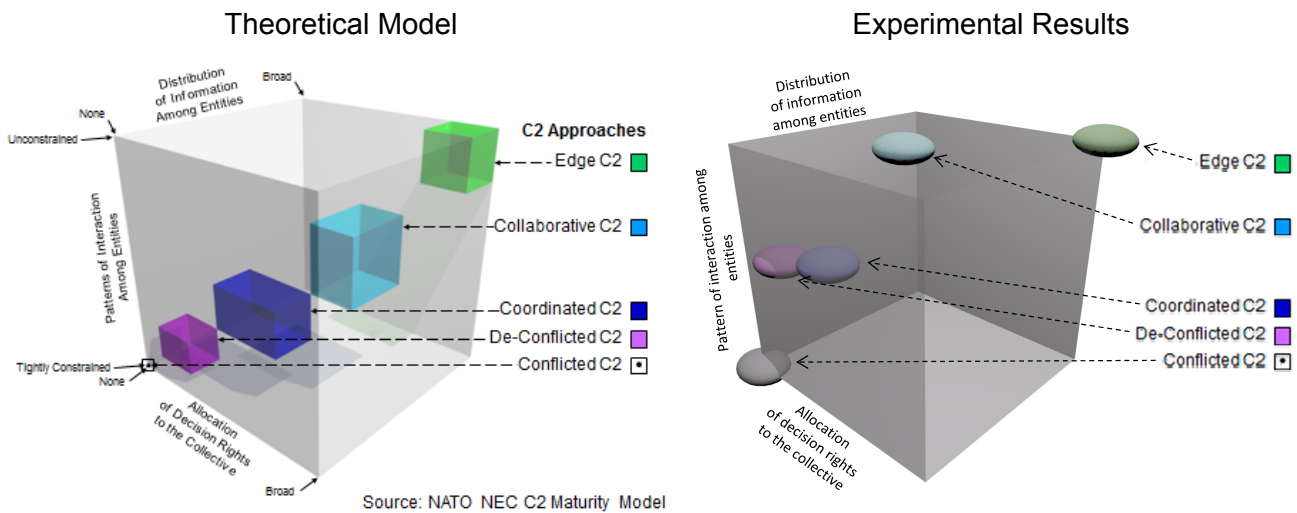 Theoretical Model
Distribution
of Information
Among Entities
Broad
None
Unconstrained
C2 Approaches
Edge C2
Collaborative C2
Patterns of Interaction
Among Entities
Coordinated C2
De-Conflicted C2
Conflicted C2
Tightly Constrained
None
Allocation
of Decision Rights
to the Collective
Broad
Source: NATO NEC C2 Maturity Model
Experimental Results
Distribution
of information
among entities
Edge C2
Collaborative C2
Pattern of interaction among
entities
Coordinated C2
De-Conflicted C2
Conflicted C2
Allocation
of decision rights
to the collective